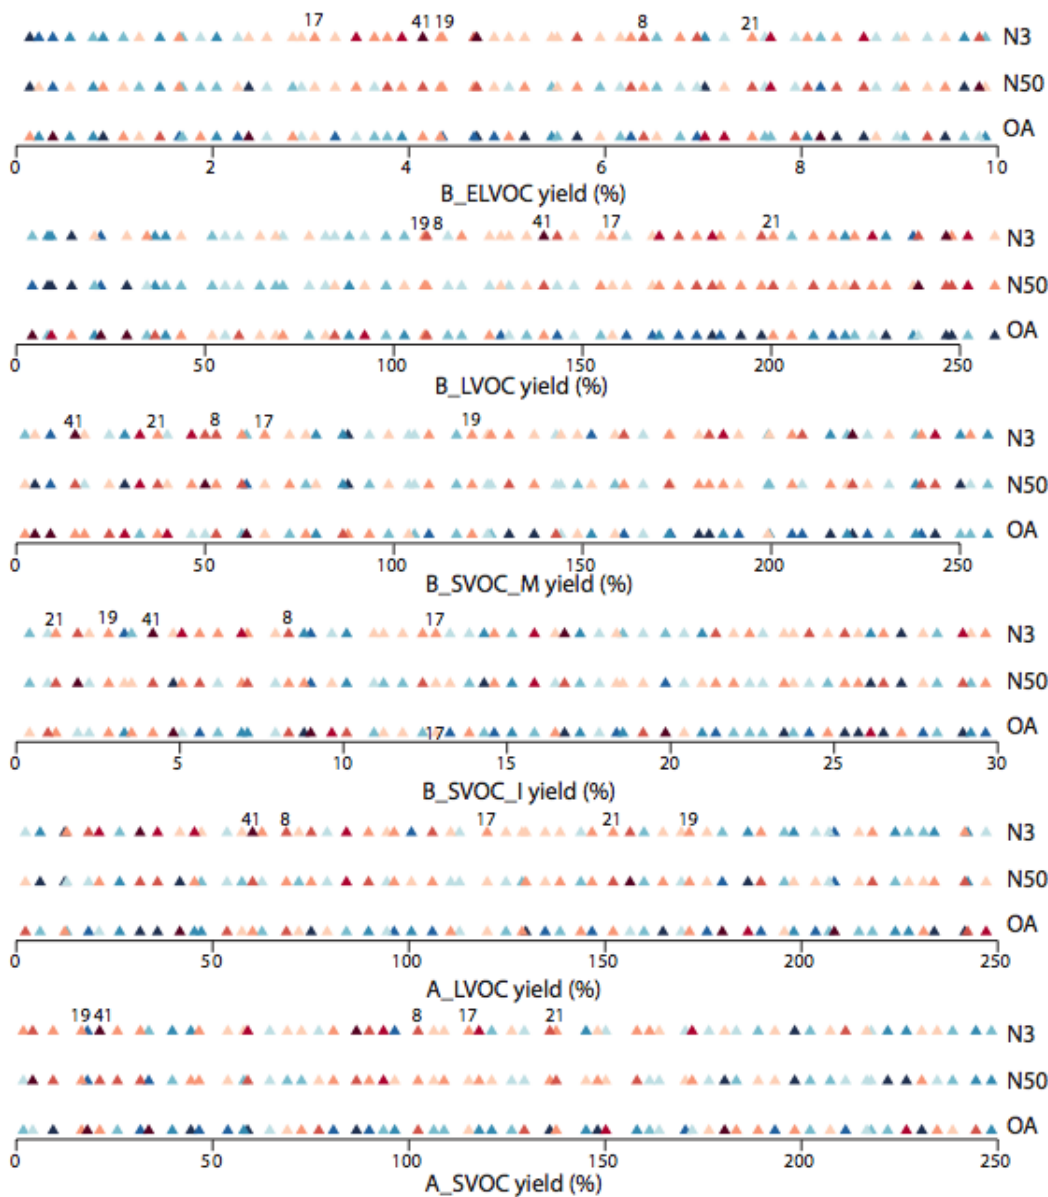 17 41 19 8 21
N3
N50
OA
0 2 4 6 8 10
B_ELVOC yield (%)
19 8 41 17 21
N3
N50
OA
0 50 100 150 200 250
B_LVOC yield (%)
41 21 8 17 19
N3
N50
OA
0 50 100 150 200 250
B_SVOC_M yield (%)
21 19 41 8 17
N3
N50
OA
17
0 5 10 15 20 25 30
B_SVOC_I yield (%)
41 8 17 21 19
N3
N50
OA
0 50 100 150 200 250
A_LVOC yield (%)
19 41 8 17 21
N3
N50
OA
0 50 100 150 200 250
A_SVOC yield (%)